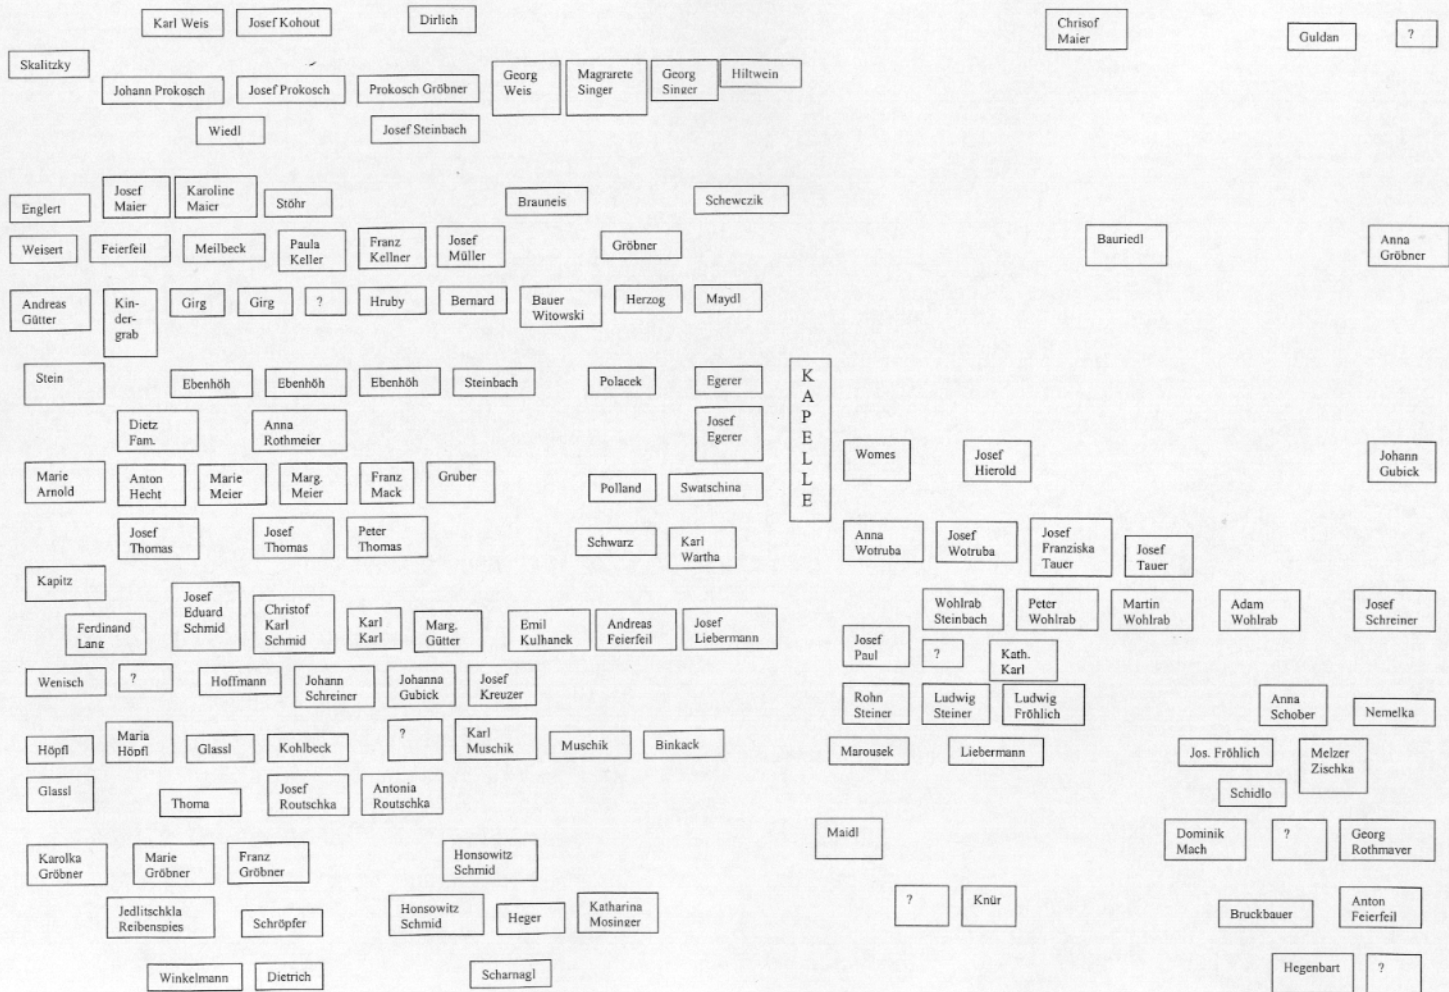 Karl Weis
Josef Kohout
Dirlich
Chrisof
Maier
Guldan
?
Skalitzky
Johann Prokosch
Josef Prokosch
Prokosch Gröbner
Georg
Weis
Magrarete
Singer
Georg
Singer
Hiltwein
Wiedl
Josef Steinbach
Englert
Josef
Maier
Karoline
Maier
Stöhr
Brauneis
Schewczik
Weisert
Feierfeil
Meilbeck
Paula
Keller
Franz
Kellner
Josef
Müller
Gröbner
Bauriedl
Anna
Gröbner
Andreas
Gütter
Kin-
der-
grab
Girg
Girg
?
Hruby
Bernard
Bauer
Witowski
Herzog
Maydl
Stein
Ebenhöh
Ebenhöh
Ebenhöh
Steinbach
Polacek
Egerer
K
A
P
E
L
L
E
Dietz
Fam.
Anna
Rothmeier
Josef
Egerer
Womes
Josef
Hierold
Johann
Gubick
Marie
Arnold
Anton
Hecht
Marie
Meier
Marg.
Meier
Franz
Mack
Gruber
Polland
Swatschina
Josef
Thomas
Josef
Thomas
Peter
Thomas
Schwarz
Karl
Wartha
Anna
Wotruba
Josef
Wotruba
Josef
Franziska
Tauer
Josef
Tauer
Kapitz
Ferdinand
Lang
Josef
Eduard
Schmid
Christof
Karl
Schmid
Karl
Karl
Marg.
Gütter
Emil
Kulhanek
Andreas
Feierfeil
Josef
Liebermann
Wohlrab
Steinbach
Peter
Wohlrab
Martin
Wohlrab
Adam
Wohlrab
Josef
Schreiner
Josef
Paul
?
Kath.
Karl
Wenisch
?
Hoffmann
Johann
Schreiner
Johanna
Gubick
Josef
Kreuzer
Rohn
Steiner
Ludwig
Steiner
Ludwig
Fröhlich
Anna
Schober
Nemelka
Höpfl
Maria
Höpfl
Glassl
Kohlbeck
?
Karl
Muschik
Muschik
Binkack
Marousek
Liebermann
Jos. Fröhlich
Melzer
Zischka
Glassl
Thoma
Josef
Routschka
Antonia
Routschka
Schidlo
Maidl
Dominik
Mach
?
Georg
Rothmayer
Karolka
Gröbner
Marie
Gröbner
Franz
Gröbner
Honsowitz
Schmid
Jedlitschkla
Reibenspies
Schröpfer
Honsowitz
Schmid
Heger
Katharina
Mosinger
?
Knür
Bruckbauer
Anton
Feierfeil
Winkelmann
Dietrich
Scharnagl
Hegenbart
?